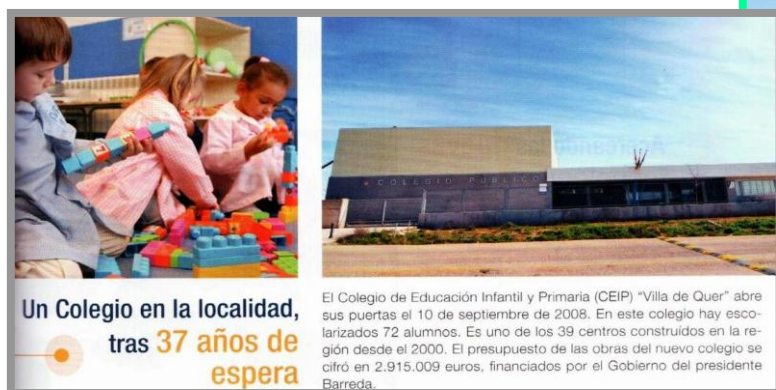 COLEGIO PÚBLICO
Un Colegio en la localidad,
tras 37 años de
espera
El Colegio de Educación Infantil y Primaria (CEIP) "Villa de Quer" abre
sus puertas el 10 de septiembre de 2008. En este colegio hay esco-
larizados 72 alumnos. Es uno de los 39 centros construídos en la re-
gión desde el 2000. El presupuesto de las obras del nuevo colegio se
cifró en 2.915.009 euros, financiados por el Gobierno del presidente
Barreda.